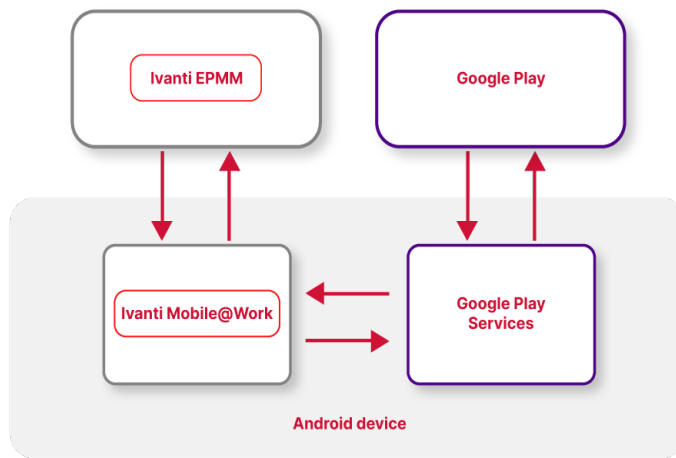 Ivanti EPMM
Google Play
Ivanti Mobile@Work
Google Play
Services
Android device